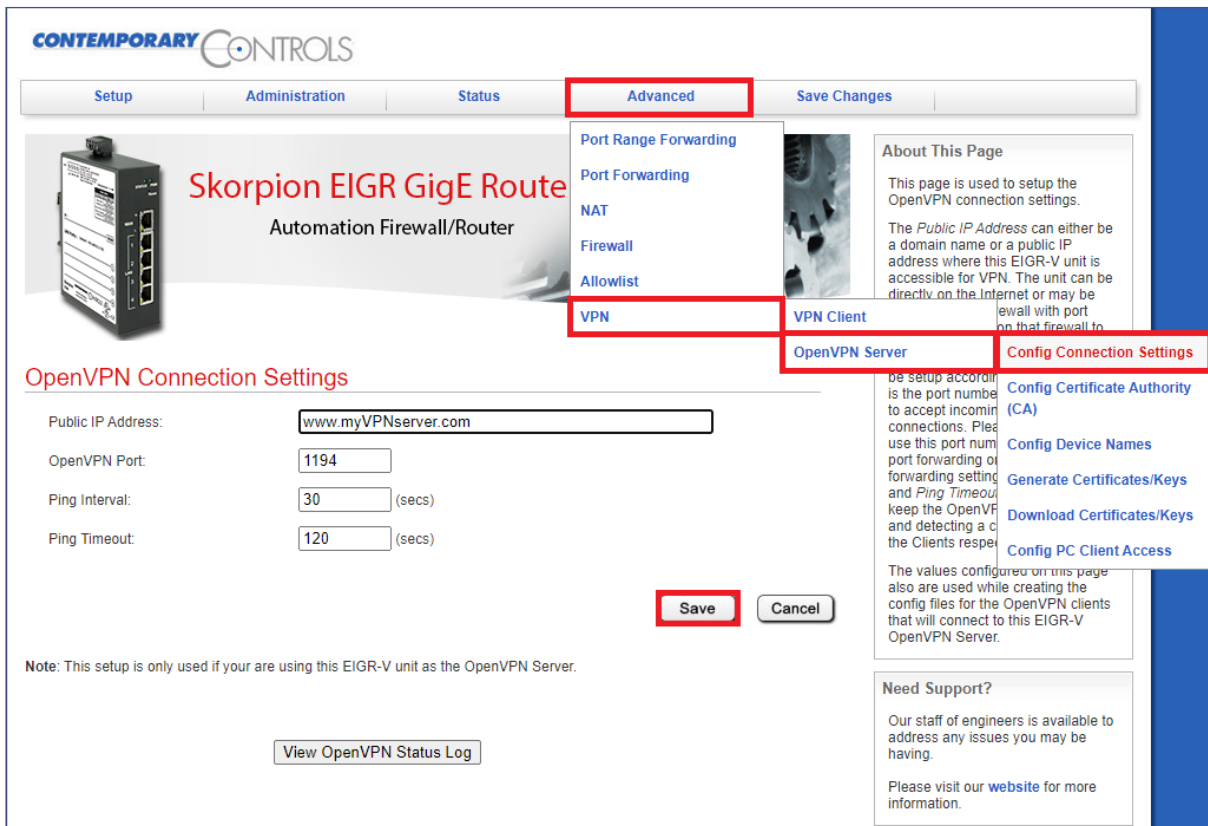 CONTEMPORARY CONTROLS
Setup
Administration
Status
Advanced
Save Changes
Skorpion EIGR GigE Route
Automation Firewall/Router
Port Range Forwarding
Port Forwarding
NAT
Firewall
Allowlist
VPN
VPN Client
OpenVPN Server
Config Connection Settings
Config Certificate Authority
(CA)
Config Device Names
Generate Certificates/Keys
Download Certificates/Keys
Config PC Client Access
OpenVPN Connection Settings
Public IP Address: www.myVPNserver.com
OpenVPN Port: 1194
Ping Interval: 30 (secs)
Ping Timeout: 120 (secs)
Save
Cancel
Note: This setup is only used if your are using this EIGR-V unit as the OpenVPN Server.
View OpenVPN Status Log
About This Page
This page is used to setup the
OpenVPN connection settings.
The Public IP Address can either be
a domain name or a public IP
address where this EIGR-V unit is
accessible for VPN. The unit can be
directly on the Internet or may be
ewall with port
on that firewall to
be setup accordin
is the port numbe
to accept incomin
connections. Plea
use this port num
port forwarding o
forwarding setting
and Ping Timeou
keep the OpenVP
and detecting a c
the Clients respe
The values configured on this page
also are used while creating the
config files for the OpenVPN clients
that will connect to this EIGR-V
OpenVPN Server.
Need Support?
Our staff of engineers is available to
address any issues you may be
having.
Please visit our website for more
information.